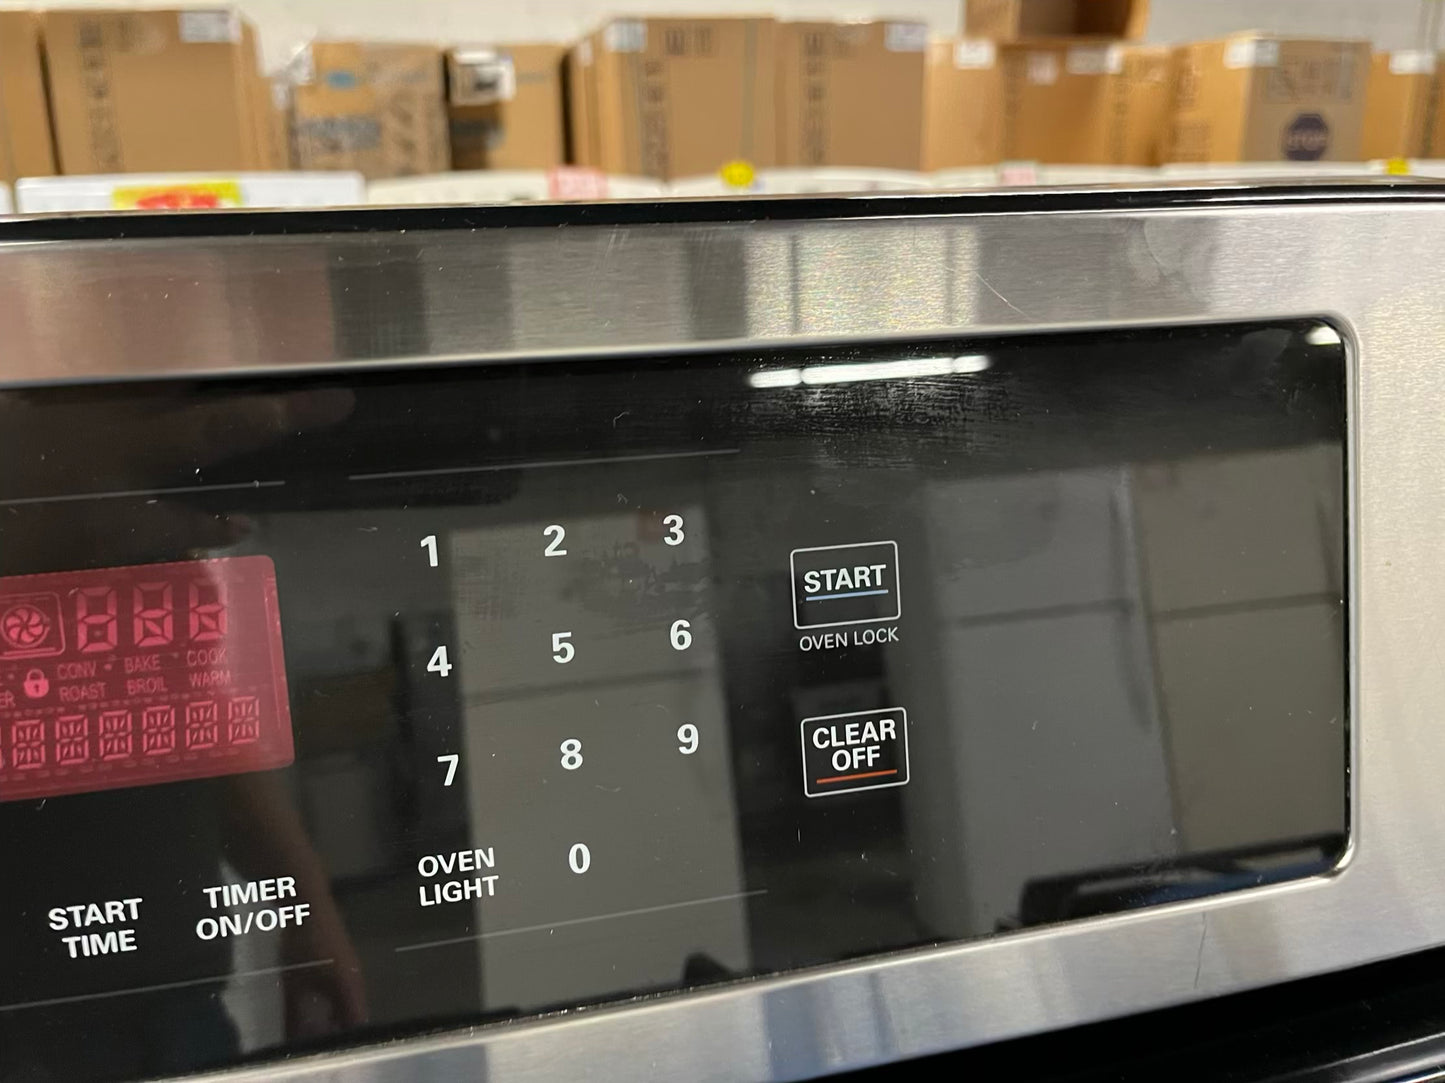 1 2 3
4 5 6
7 8 9
0
OVEN
LIGHT
START
OVEN LOCK
CLEAR
OFF
CONV BAKE COOK
ROAST BROIL WARM
START
TIME
TIMER
ON/OFF
STOP